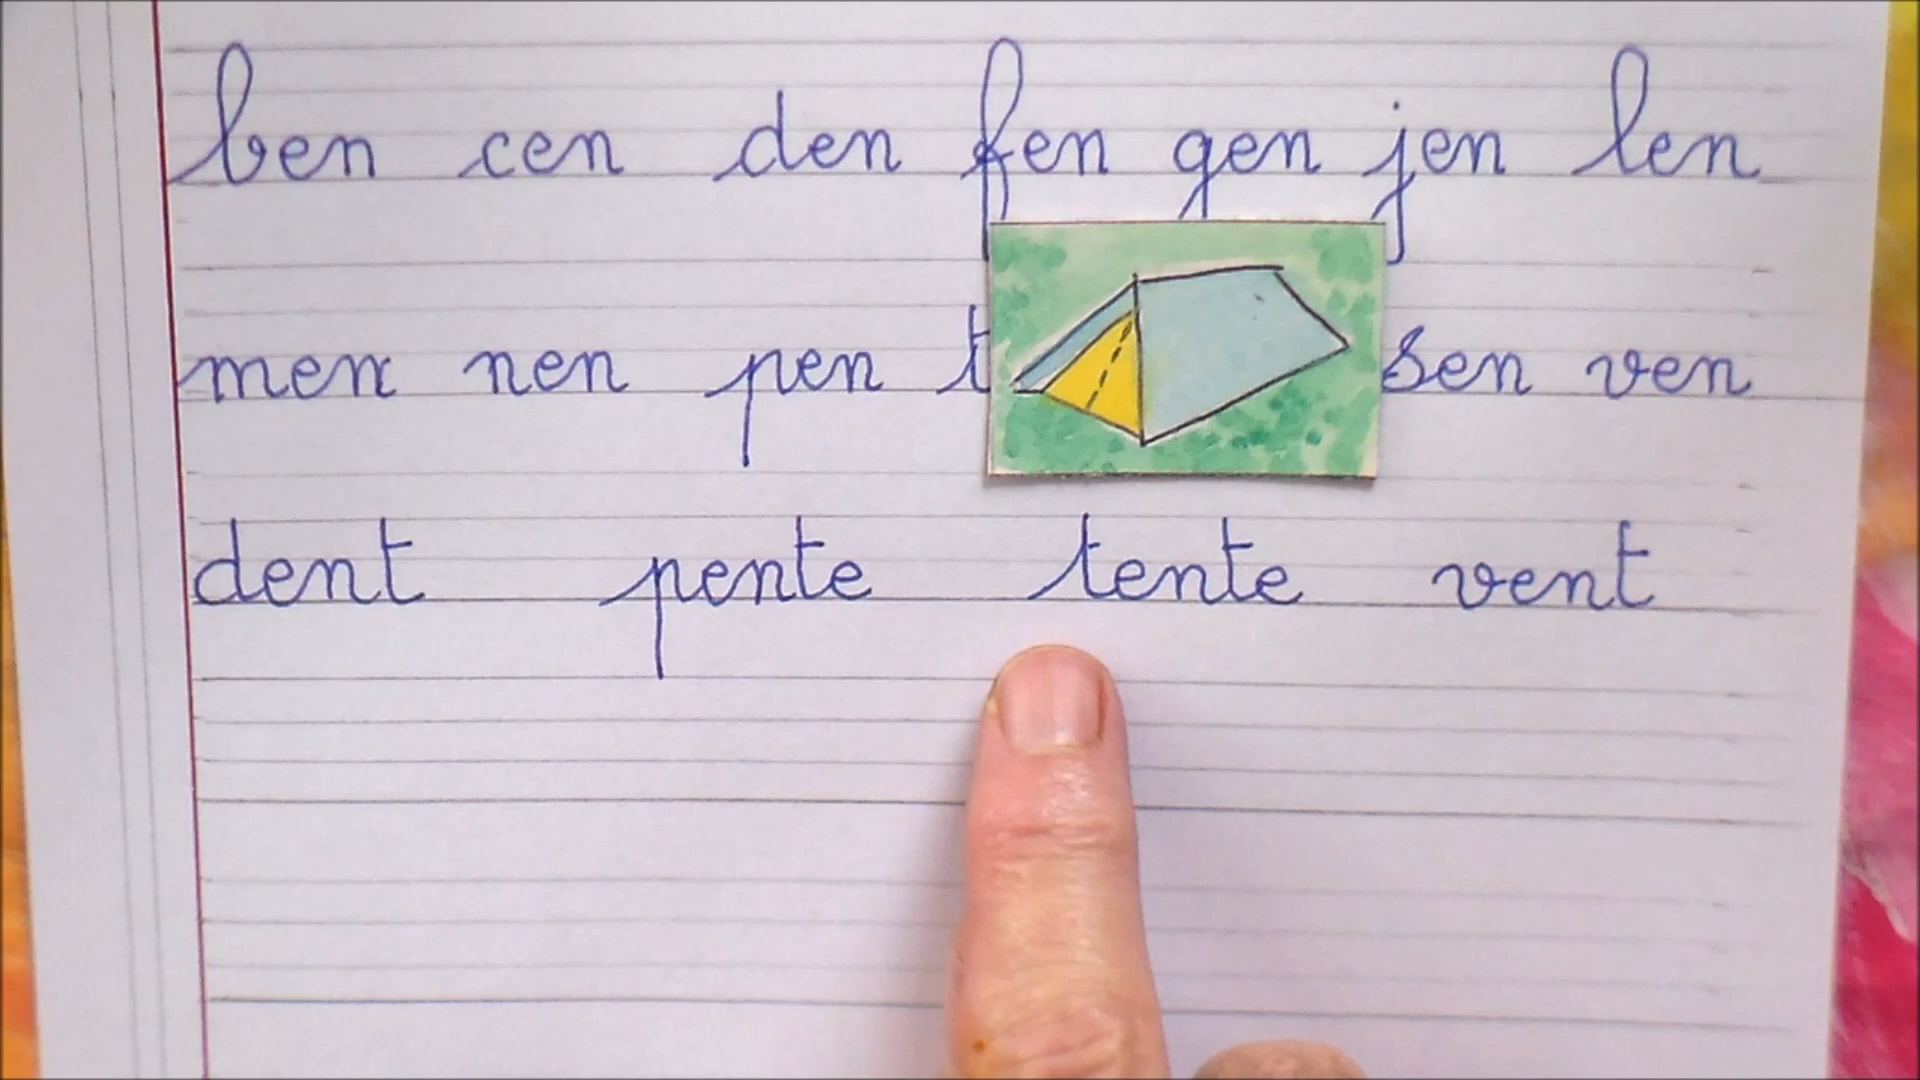 ben cen den fen gen jen len
men nen pen t sen ven
dent pente tente vent